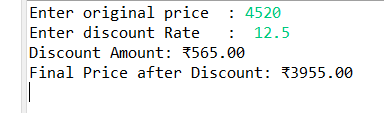 Enter original price  : 4520
Enter discount Rate   :  12.5
Discount Amount: ₹565.00
Final Price after Discount: ₹3955.00